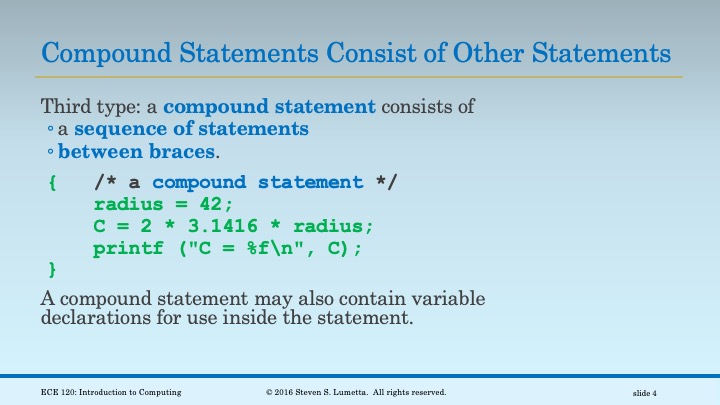 Compound Statements Consist of Other Statements
Third type: a compound statement consists of
◦ a sequence of statements
◦ between braces.
{ /* a compound statement */
radius = 42;
C = 2 * 3.1416 * radius;
printf ("C = %f\n", C);
}
A compound statement may also contain variable
declarations for use inside the statement.
ECE 120: Introduction to Computing © 2016 Steven S. Lumetta. All rights reserved. slide 4